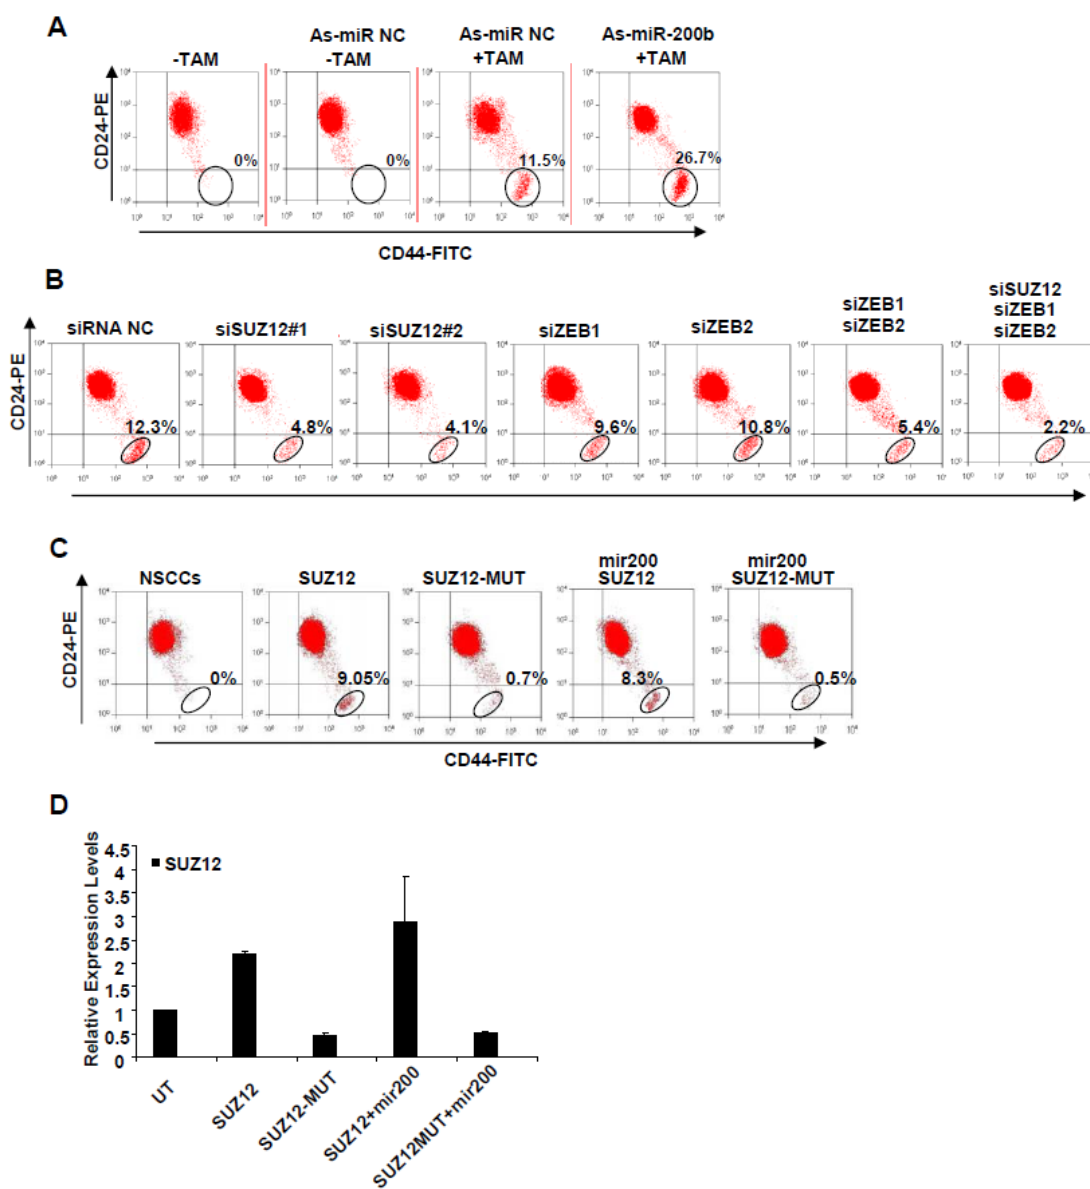 A
-TAM
As-miR NC
-TAM
As-miR NC
+TAM
As-miR-200b
+TAM
CD24-PE
0%
0%
11.5%
26.7%
CD44-FITC
B
siRNA NC
siSUZ12#1
siSUZ12#2
siZEB1
siZEB2
siZEB1
siZEB2
siSUZ12
siZEB1
siZEB2
CD24-PE
12.3%
4.8%
4.1%
9.6%
10.8%
5.4%
2.2%
C
NSCCs
SUZ12
SUZ12-MUT
mir200
SUZ12
mir200
SUZ12-MUT
CD24-PE
0%
9.05%
0.7%
8.3%
0.5%
CD44-FITC
D
Relative Expression Levels
4.5
4
3
2.5
2
1.5
1
0.5
0
SUZ12
UT
SUZ12
SUZ12-MUT
SUZ12+mir200
SUZ12MUT+mir200